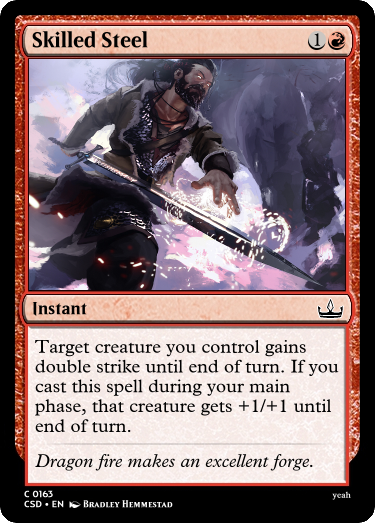 Skilled Steel 1
Instant
Target creature you control gains
double strike until end of turn. If you
cast this spell during your main
phase, that creature gets +1/+1 until
end of turn.
Dragon fire makes an excellent forge.
C 0163
CSD • EN Bradley Hemmestad
yeah